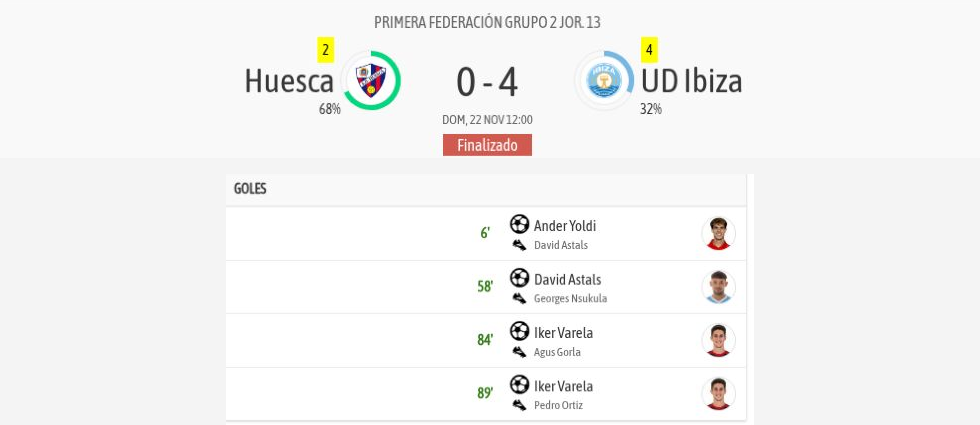 PRIMERA FEDERACIÓN GRUPO 2 JOR. 13
2
4
Huesca
0 - 4
UD Ibiza
68%
32%
DOM, 22 NOV 12:00
Finalizado
GOLES
6'
Ander Yoldi
David Astals
58'
David Astals
Georges Nsukula
84'
Iker Varela
Agus Gorla
89'
Iker Varela
Pedro Ortiz